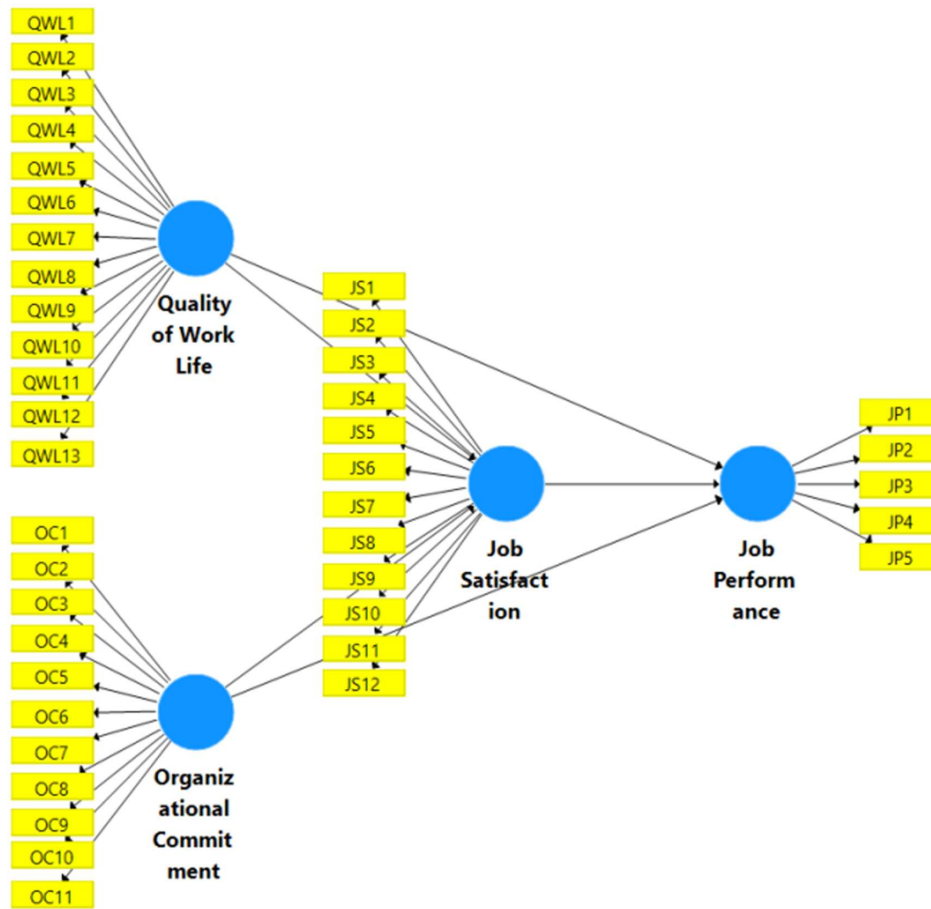 QWL1
QWL2
QWL3
QWL4
QWL5
QWL6
QWL7
QWL8
QWL9
QWL10
QWL11
QWL12
QWL13
Quality
of Work
Life
OC1
OC2
OC3
OC4
OC5
OC6
OC7
OC8
OC9
OC10
OC11
Organiz
ational
Commit
ment
JS1
JS2
JS3
JS4
JS5
JS6
JS7
JS8
JS9
JS10
JS11
JS12
Job
Satisfact
ion
Job
Perform
ance
JP1
JP2
JP3
JP4
JP5